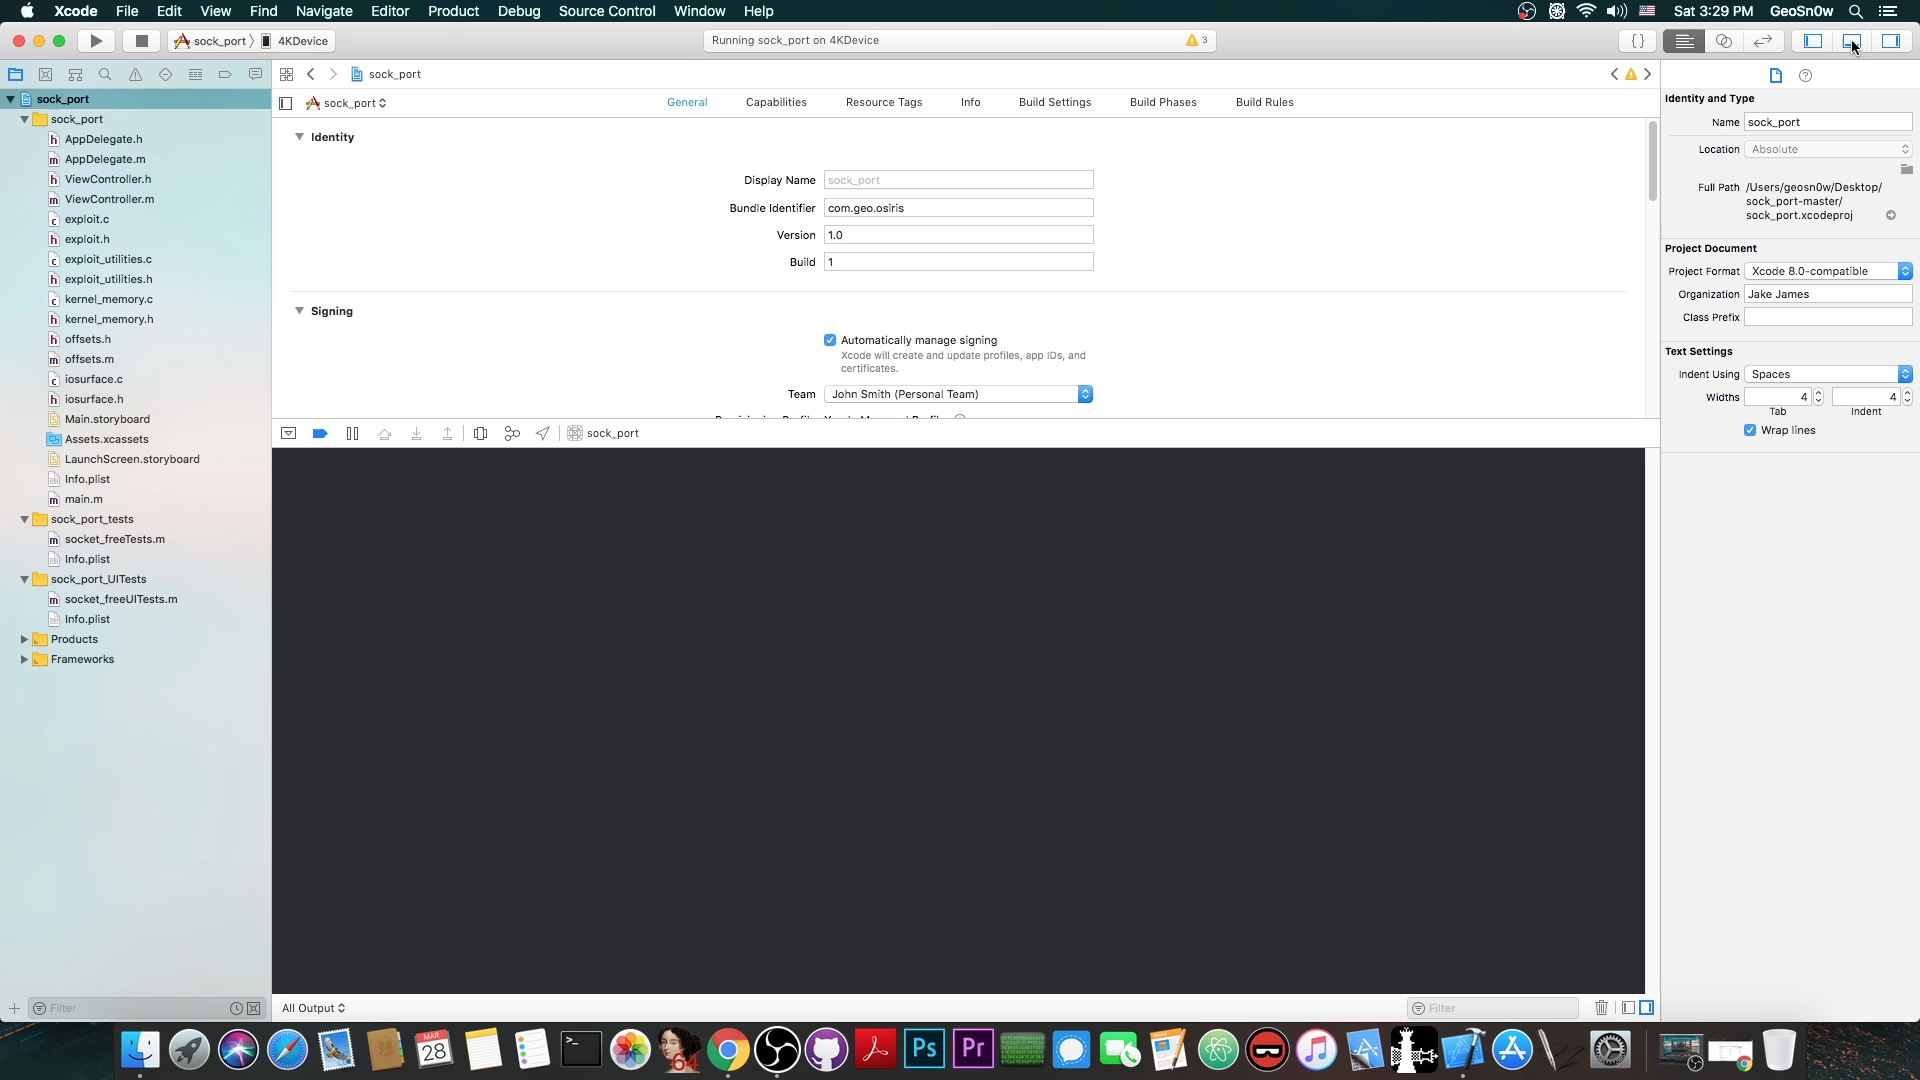 Xcode File Edit View Find Navigate Editor Product Debug Source Control Window Help Sat 3:29 PM GeoSn0w
sock_port 4KDevice Running sock_port on 4KDevice 3 {}
sock_port
sock_port General Capabilities Resource Tags Info Build Settings Build Phases Build Rules
sock_port
sock_port
AppDelegate.h
AppDelegate.m
ViewController.h
ViewController.m
exploit.c
exploit.h
exploit_utilities.c
exploit_utilities.h
kernel_memory.c
kernel_memory.h
offsets.h
offsets.m
iosurface.c
iosurface.h
Main.storyboard
Assets.xcassets
LaunchScreen.storyboard
Info.plist
main.m
sock_port_tests
socket_freeTests.m
Info.plist
sock_port_UITests
socket_freeUITests.m
Info.plist
Products
Frameworks
Filter
Identity
Display Name sock_port
Bundle Identifier com.geo.osiris
Version 1.0
Build 1
Signing
Automatically manage signing
Xcode will create and update profiles, app IDs, and
certificates.
Team John Smith (Personal Team)
sock_port
All Output
Filter
Identity and Type
Name sock_port
Location Absolute
Full Path /Users/geosn0w/Desktop/
sock_port-master/
sock_port.xcodeproj
Project Document
Project Format Xcode 8.0-compatible
Organization Jake James
Class Prefix
Text Settings
Indent Using Spaces
Widths 4 4
Tab Indent
Wrap lines
MAR
28
64
Ps
Pr